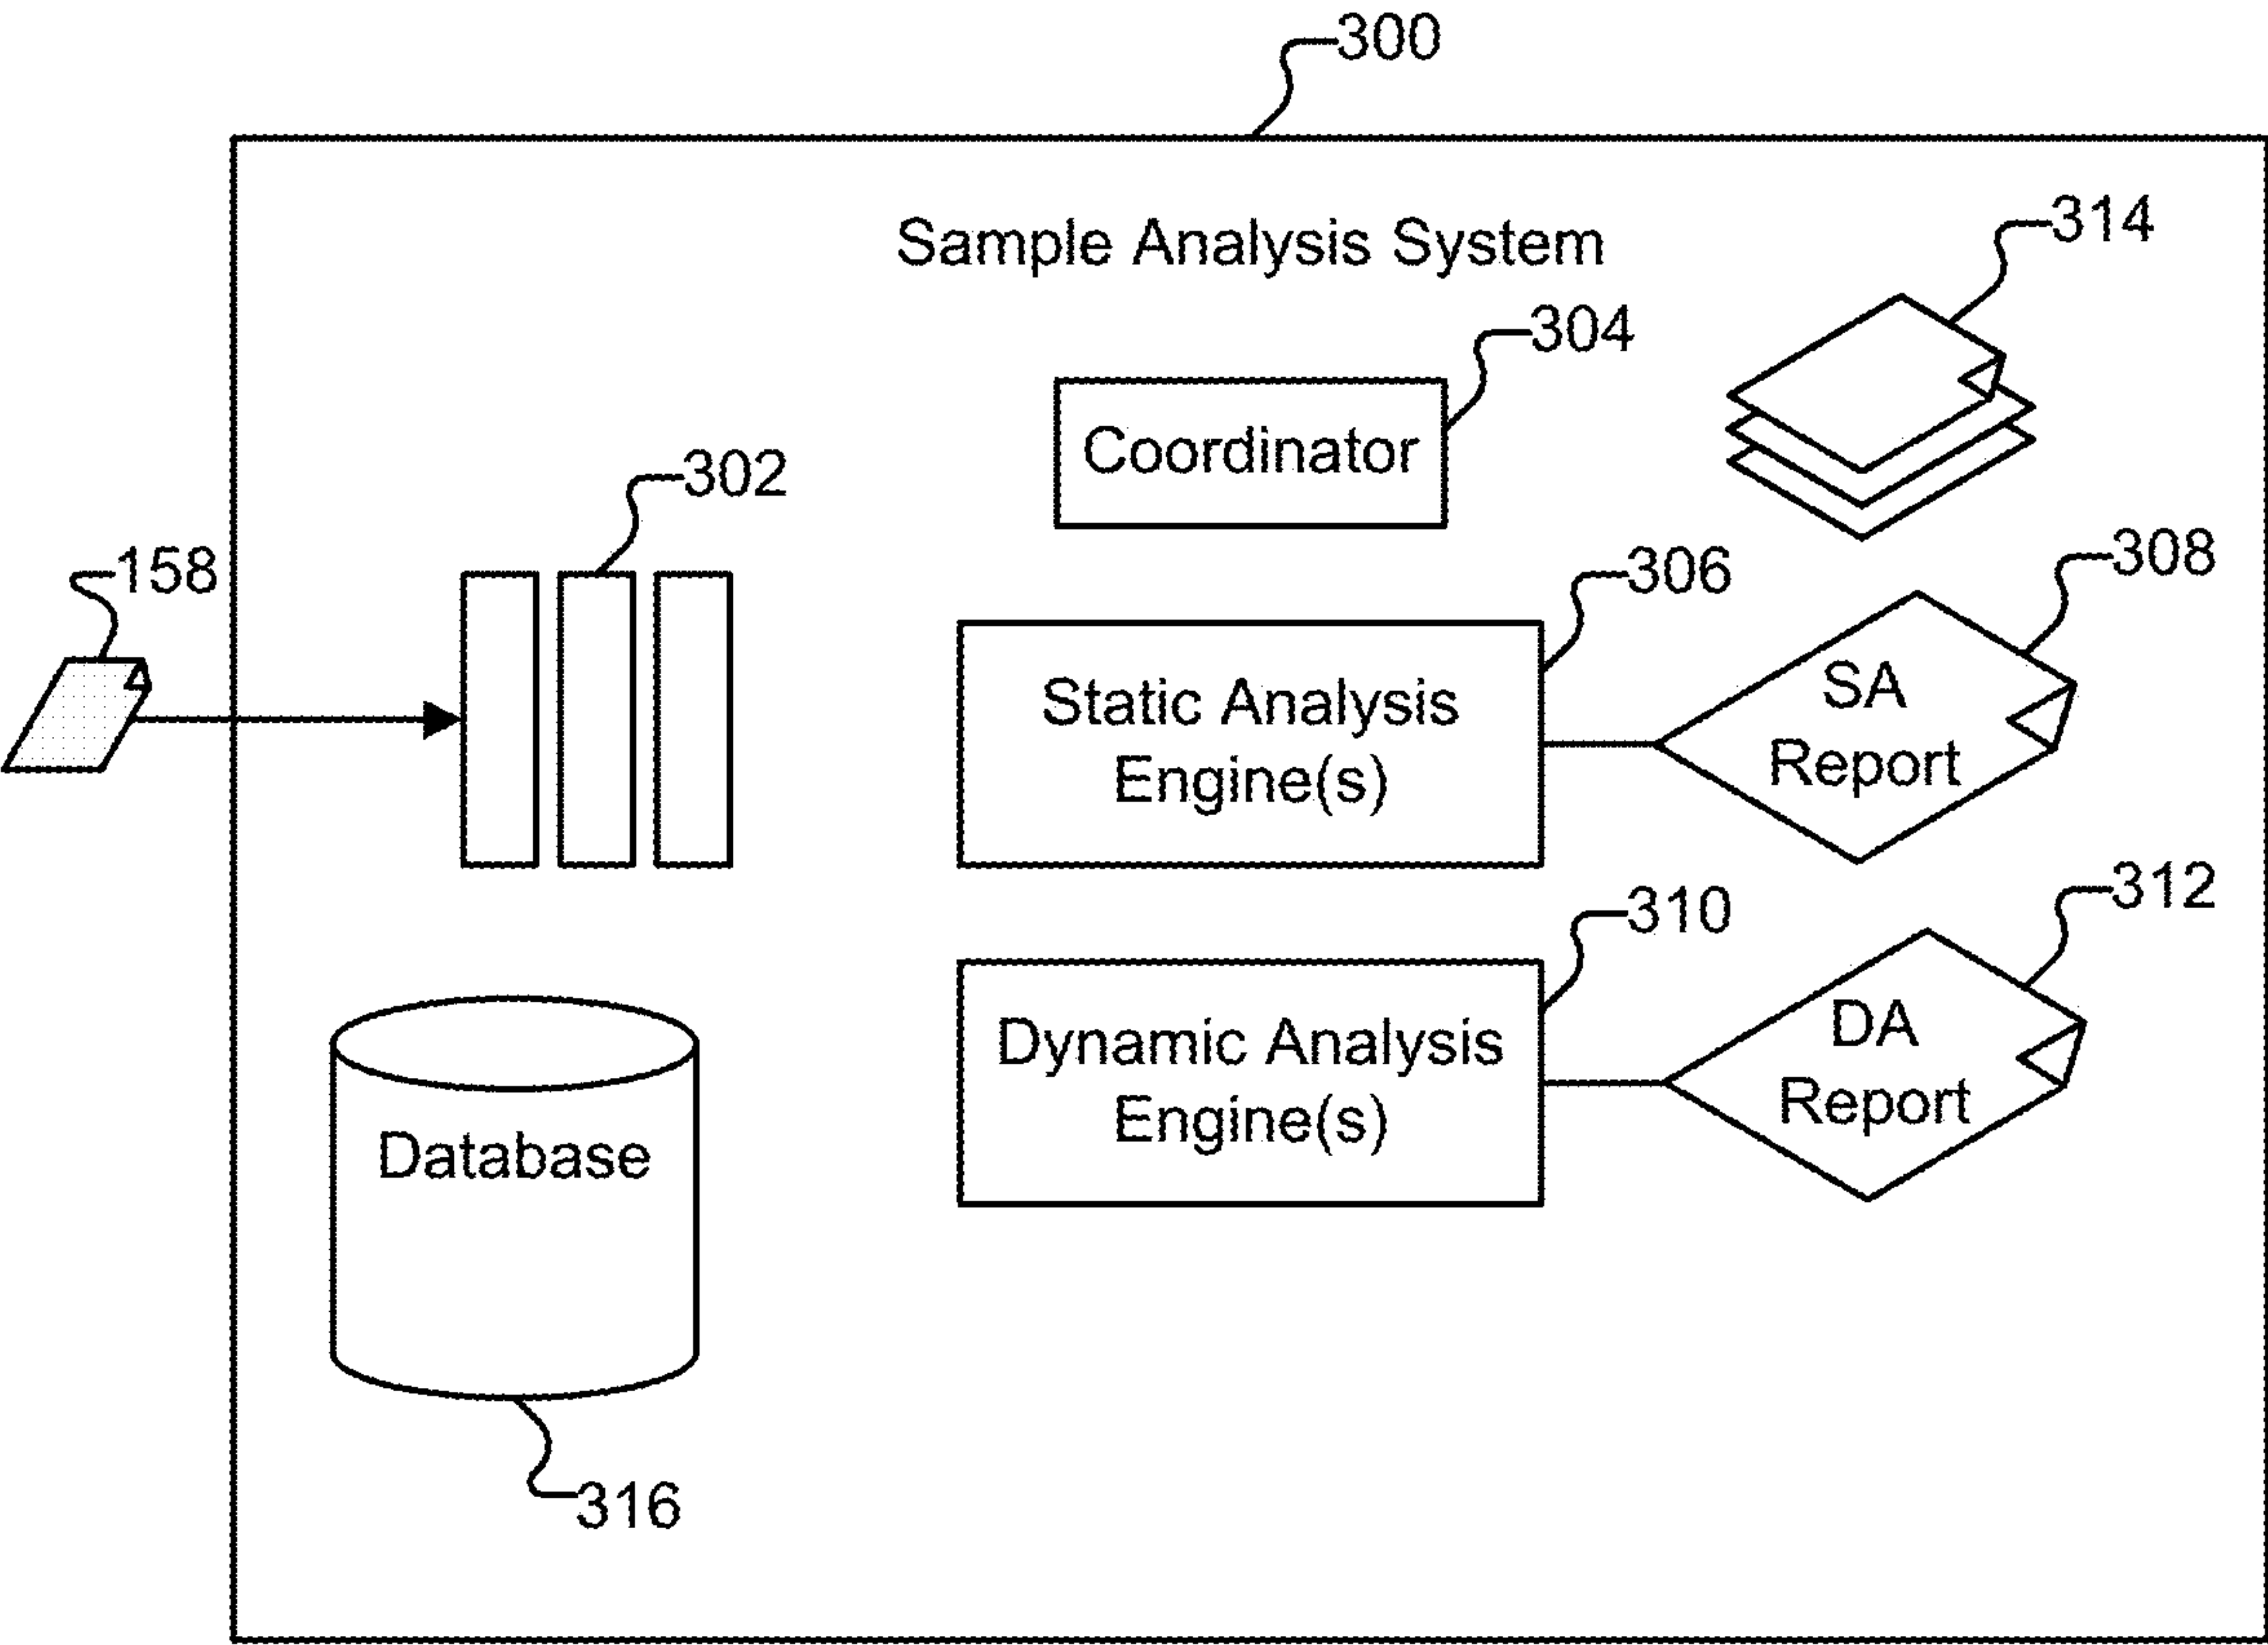 300
Sample Analysis System
314
304
Coordinator
302
158
306
308
Static Analysis
Engine(s)
SA
Report
310
312
Dynamic Analysis
Engine(s)
DA
Report
Database
316